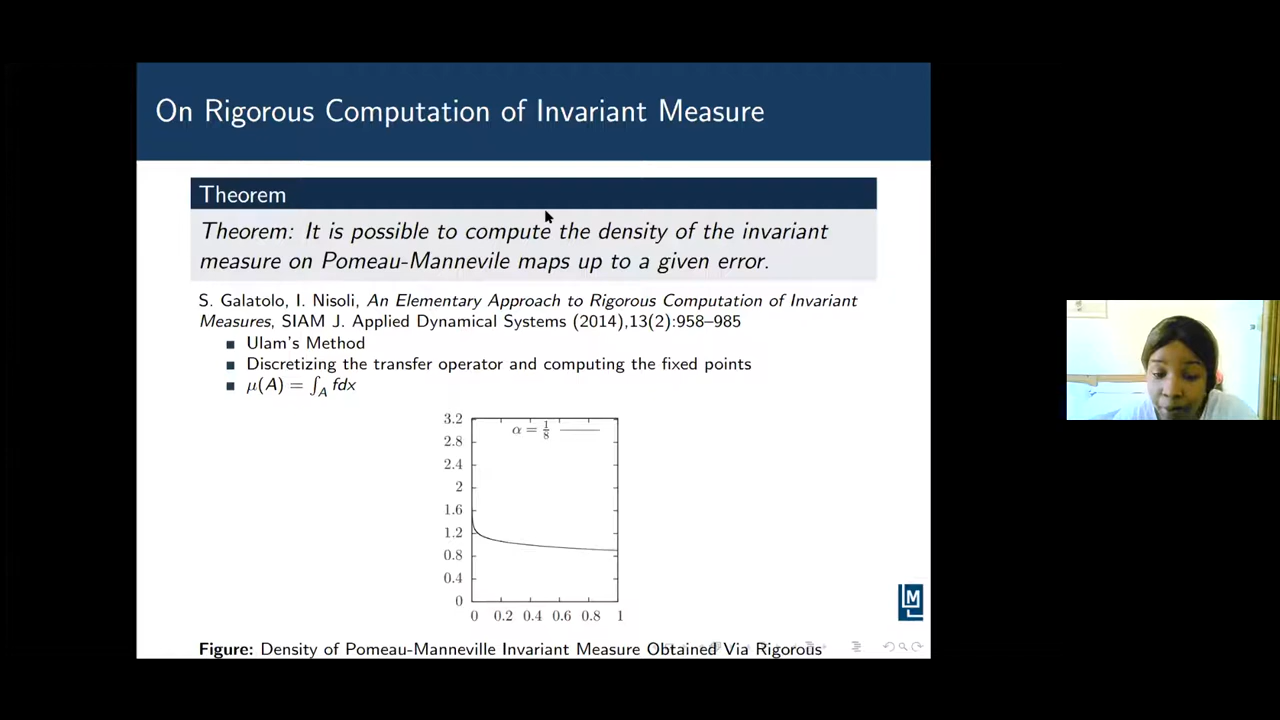 On Rigorous Computation of Invariant Measure
Theorem
Theorem: It is possible to compute the density of the invariant
measure on Pomeau-Mannevile maps up to a given error.
S. Galatolo, I. Nisoli, An Elementary Approach to Rigorous Computation of Invariant
Measures, SIAM J. Applied Dynamical Systems (2014),13(2):958–985
Ulam's Method
Discretizing the transfer operator and computing the fixed points
μ(A) = ∫_A fdx
3.2
α = 1/8
2.8
2.4
2
1.6
1.2
0.8
0.4
0
0 0.2 0.4 0.6 0.8 1
M
Figure: Density of Pomeau-Manneville Invariant Measure Obtained Via Rigorous